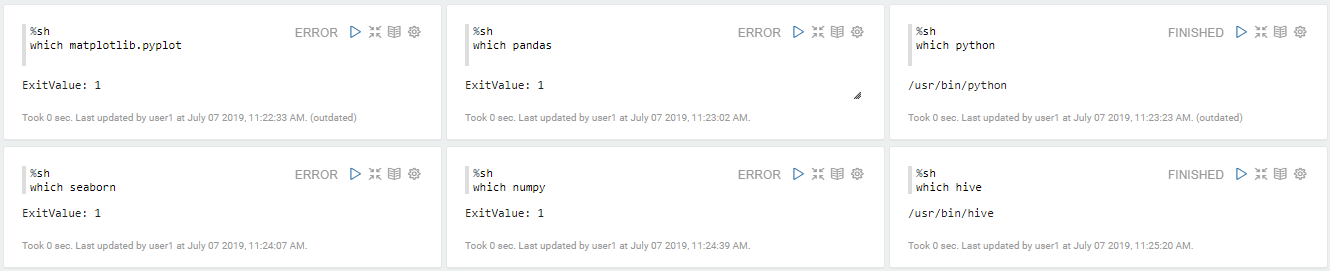 %sh
which matplotlib.pyplot
ERROR
ExitValue: 1
Took 0 sec. Last updated by user1 at July 07 2019, 11:22:33 AM. (outdated)
%sh
which pandas
ERROR
ExitValue: 1
Took 0 sec. Last updated by user1 at July 07 2019, 11:23:02 AM.
%sh
which python
FINISHED
/usr/bin/python
Took 0 sec. Last updated by user1 at July 07 2019, 11:23:23 AM. (outdated)
%sh
which seaborn
ERROR
ExitValue: 1
Took 0 sec. Last updated by user1 at July 07 2019, 11:24:07 AM.
%sh
which numpy
ERROR
ExitValue: 1
Took 0 sec. Last updated by user1 at July 07 2019, 11:24:39 AM.
%sh
which hive
FINISHED
/usr/bin/hive
Took 0 sec. Last updated by user1 at July 07 2019, 11:25:20 AM.